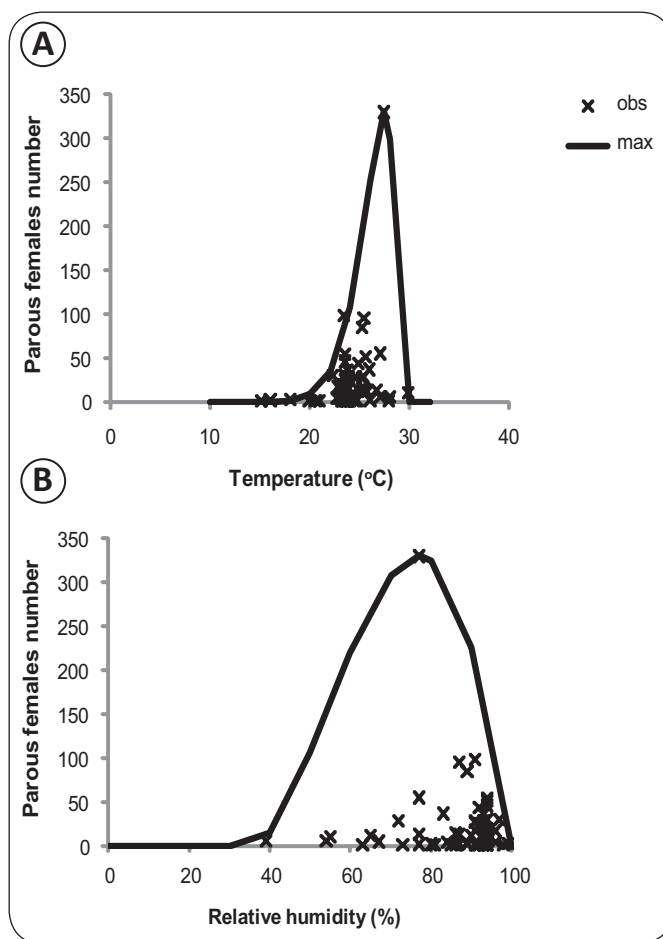 A
350
300
250
200
150
100
50
0
0 10 20 30 40
Parous females number
Temperature (°C)
obs
max
B
350
300
250
200
150
100
50
0
0 20 40 60 80 100
Parous females number
Relative humidity (%)